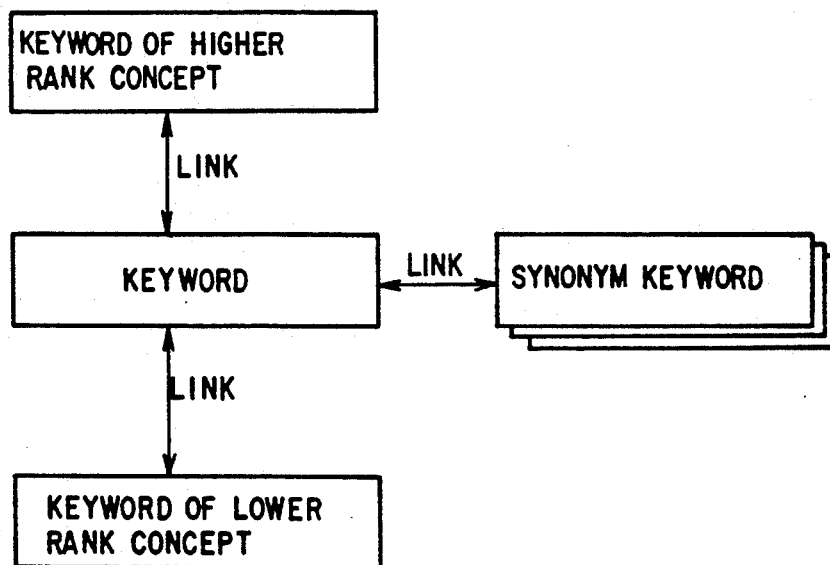 KEYWORD OF HIGHER
RANK CONCEPT
LINK
KEYWORD
LINK
SYNONYM KEYWORD
LINK
KEYWORD OF LOWER
RANK CONCEPT